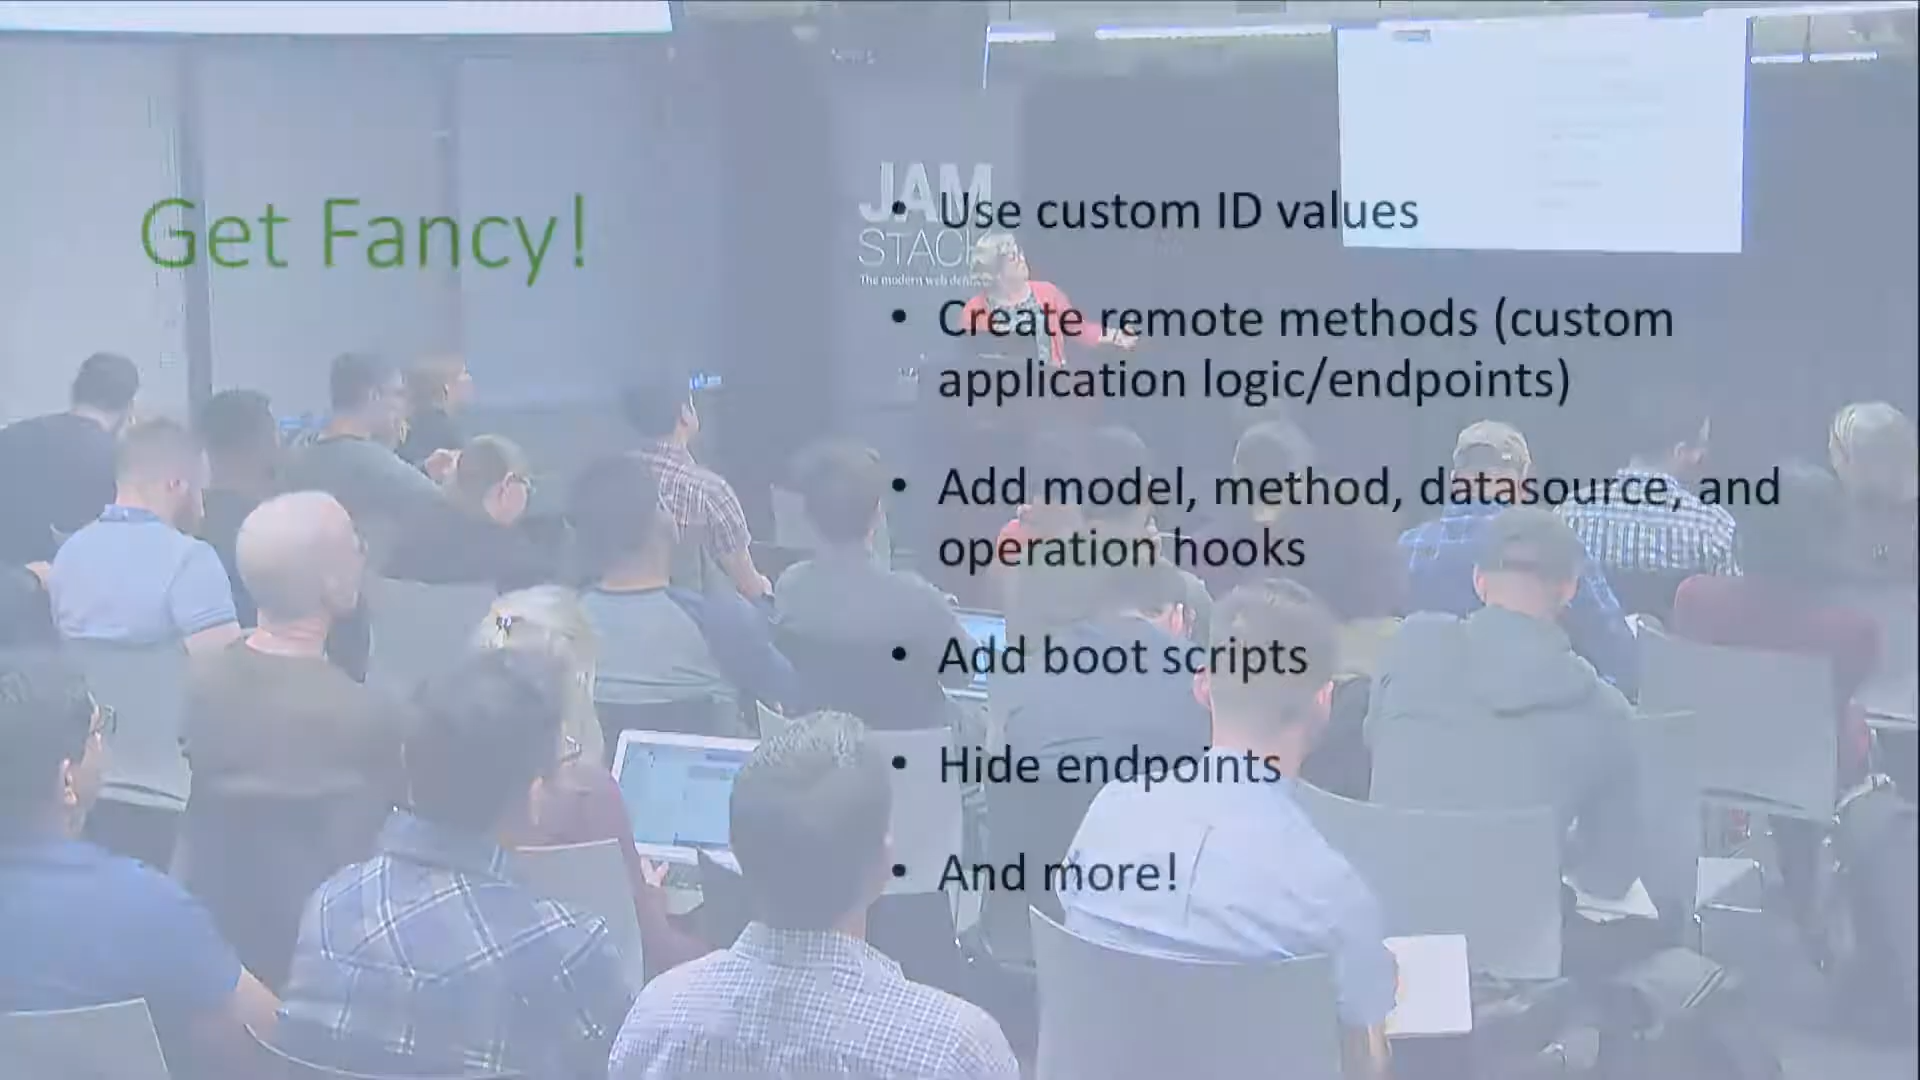 Get Fancy!
• Use custom ID values
• Create remote methods (custom
application logic/endpoints)
• Add model, method, datasource, and
operation hooks
• Add boot scripts
• Hide endpoints
• And more!
JAM
STACK
The modern web